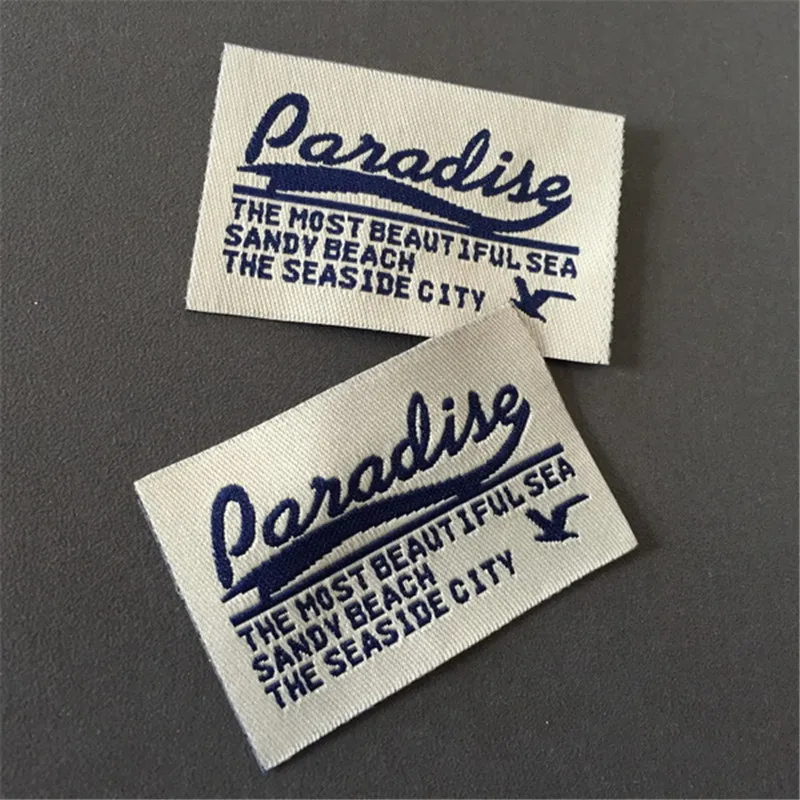 Paradise
THE MOST BEAUTIFUL SEA
SANDY BEACH
THE SEASIDE CITY
Paradise
THE MOST BEAUTIFUL SEA
SANDY BEACH
THE SEASIDE CITY